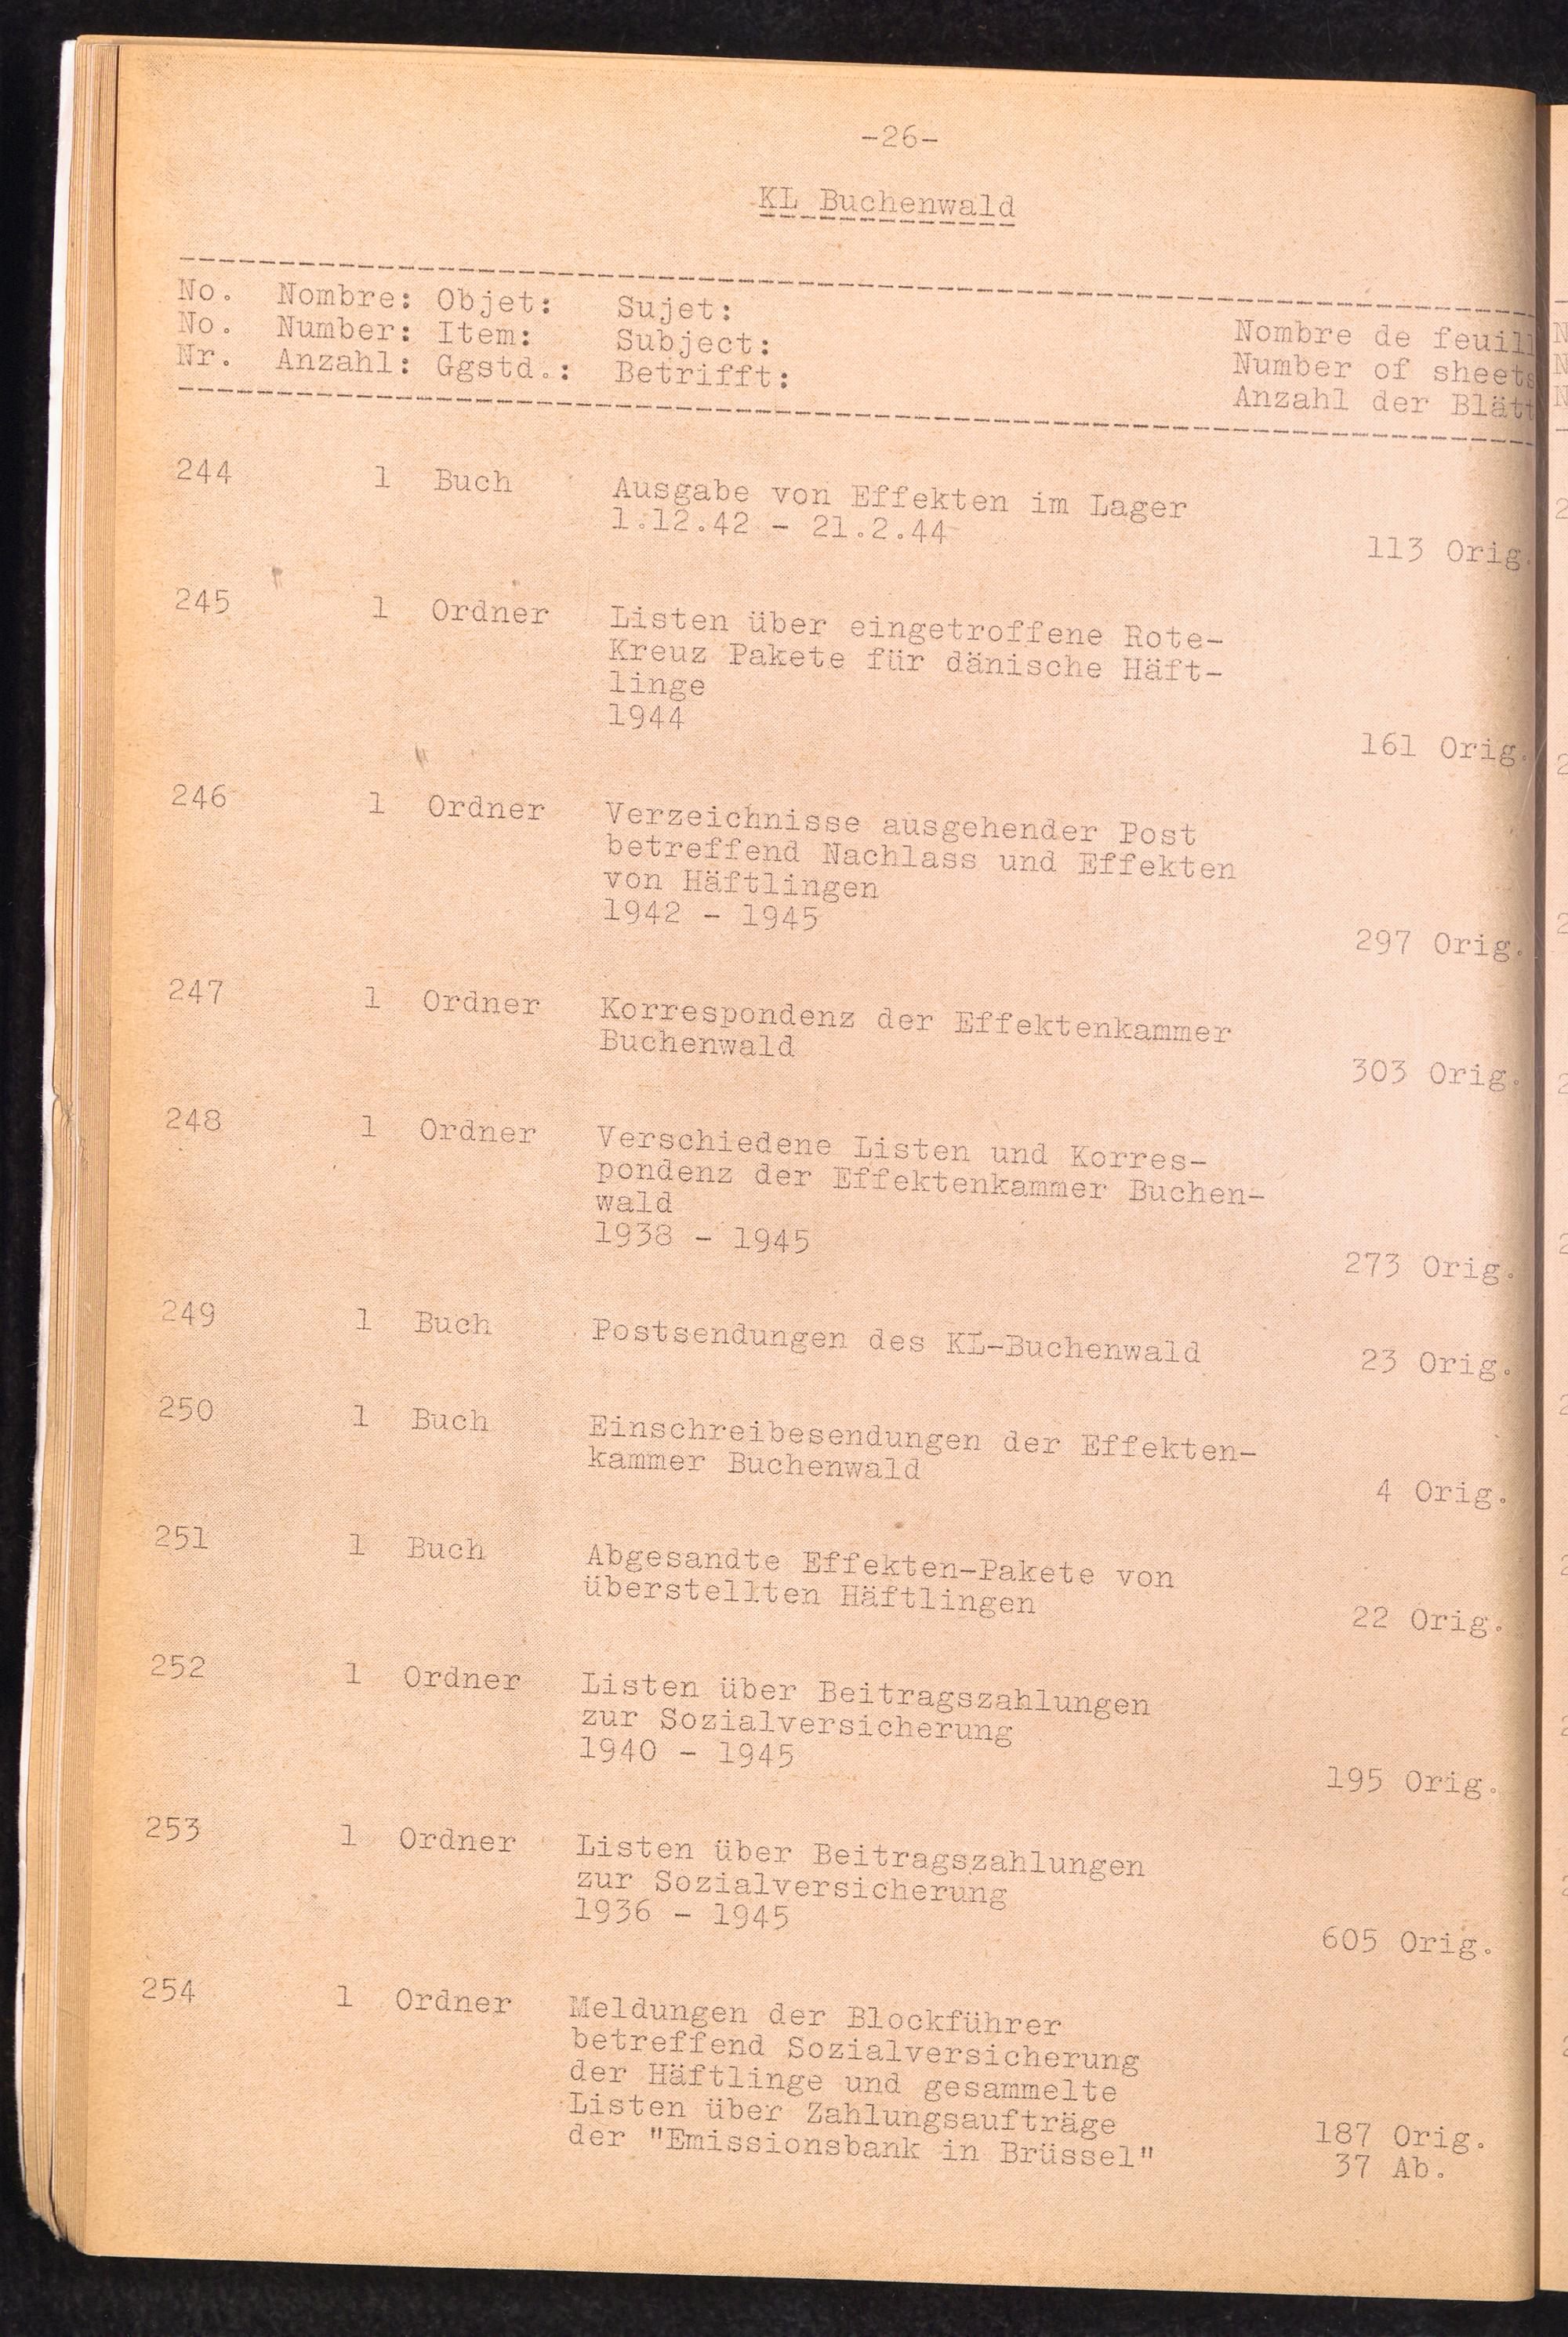 -26-
KL Buchenwald
No. Nombre: Objet: Sujet: Nombre de feuill
No. Number: Item: Subject: Number of sheets
Nr. Anzahl: Ggstd.: Betrifft: Anzahl der Blätt
244 1 Buch Ausgabe von Effekten im Lager
1.12.42 - 21.2.44
113 Orig.
245 1 Ordner Listen über eingetroffene Rote-
Kreuz Pakete für dänische Häft-
linge
1944
161 Orig.
246 1 Ordner Verzeichnisse ausgehender Post
betreffend Nachlass und Effekten
von Häftlingen
1942 - 1945
297 Orig.
247 1 Ordner Korrespondenz der Effektenkammer
Buchenwald
303 Orig.
248 1 Ordner Verschiedene Listen und Korres-
pondenz der Effektenkammer Buchen-
wald
1938 - 1945
273 Orig.
249 1 Buch Postsendungen des KL-Buchenwald 23 Orig.
250 1 Buch Einschreibesendungen der Effekten-
kammer Buchenwald
4 Orig.
251 1 Buch Abgesandte Effekten-Pakete von
überstellten Häftlingen
22 Orig.
252 1 Ordner Listen über Beitragszahlungen
zur Sozialversicherung
1940 - 1945
195 Orig.
253 1 Ordner Listen über Beitragszahlungen
zur Sozialversicherung
1936 - 1945
605 Orig.
254 1 Ordner Meldungen der Blockführer
betreffend Sozialversicherung
der Häftlinge und gesammelte
Listen über Zahlungsaufträge 187 Orig.
der "Emissionsbank in Brüssel" 37 Ab.